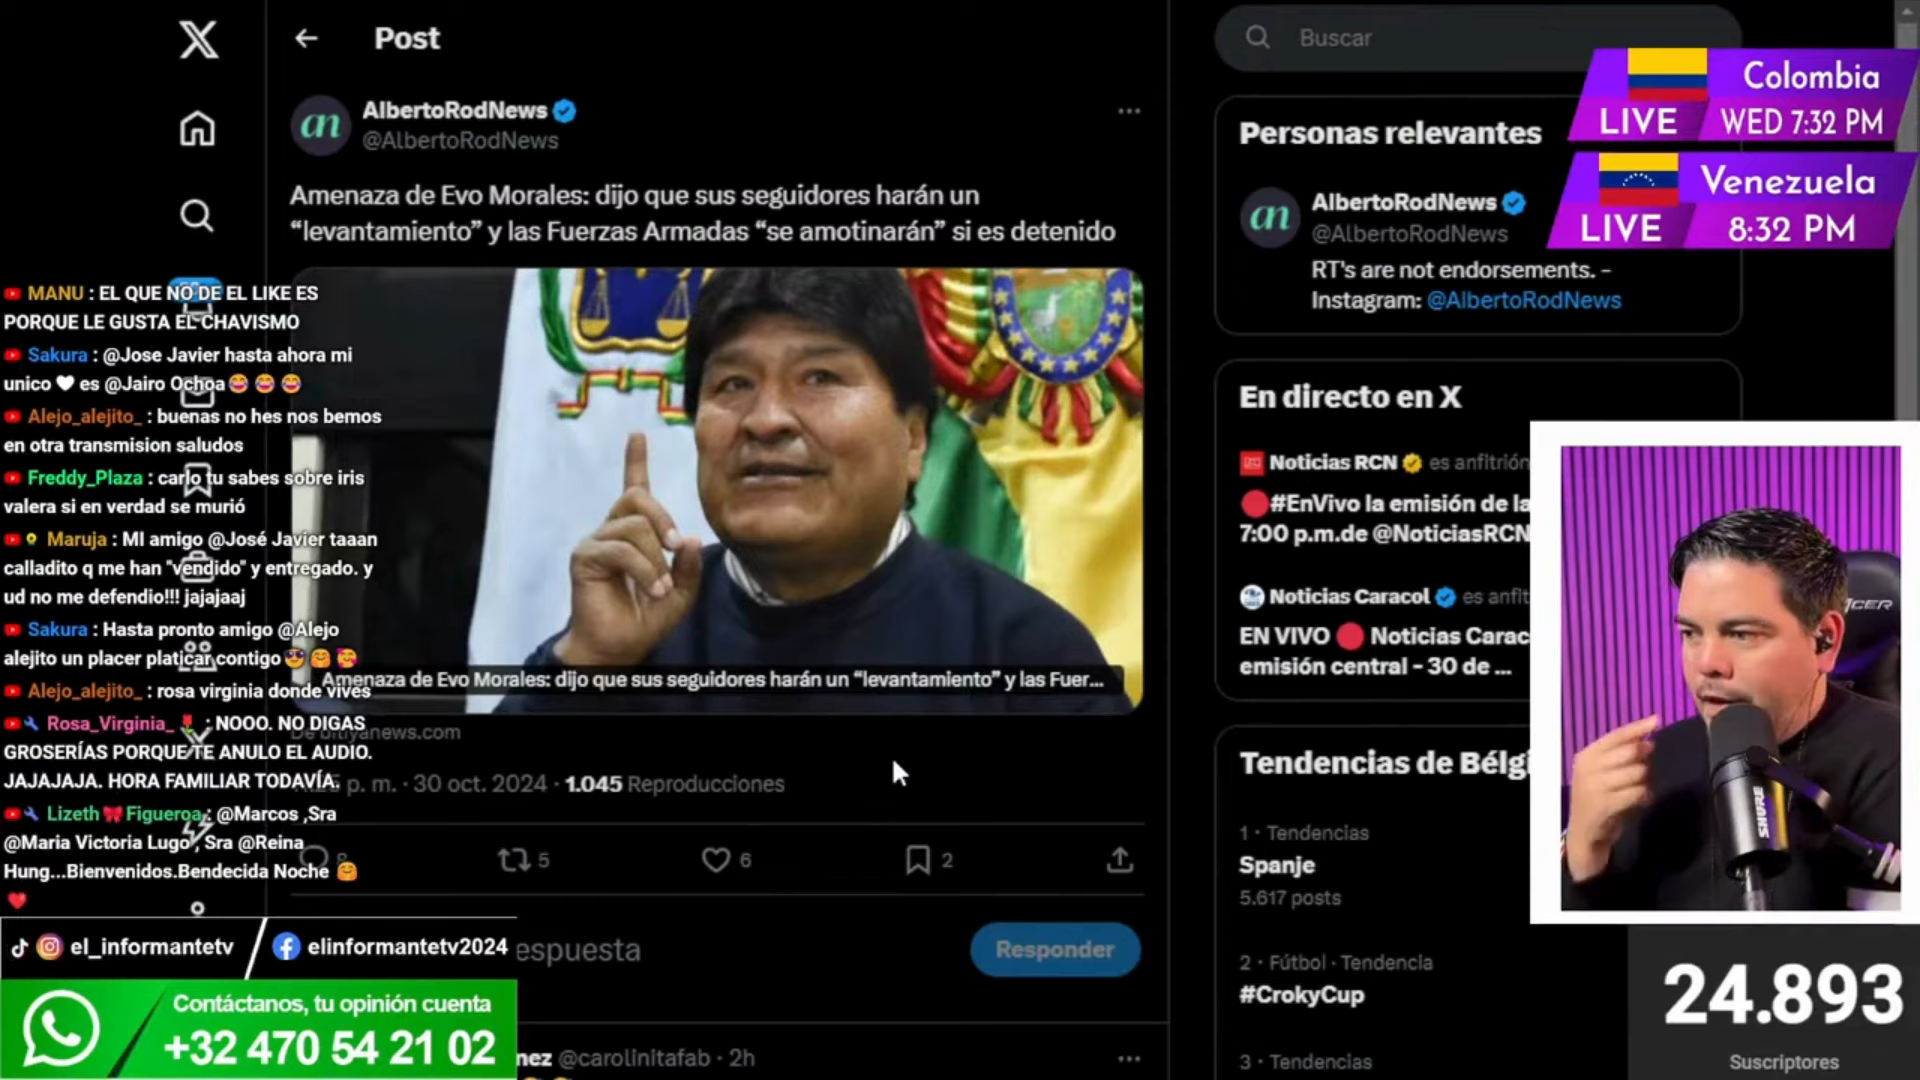 Post
AlbertoRodNews
@AlbertoRodNews
Amenaza de Evo Morales: dijo que sus seguidores harán un
“levantamiento” y las Fuerzas Armadas “se amotinarán” si es detenido
Amenaza de Evo Morales: dijo que sus seguidores harán un “levantamiento” y las Fuer...
p. m. · 30 oct. 2024 · 1.045 Reproducciones
5
6
2
espuesta
Responder
nez @carolinitafab · 2h
MANU : EL QUE NO DE EL LIKE ES
PORQUE LE GUSTA EL CHAVISMO
Sakura : @Jose Javier hasta ahora mi
unico 🤍 es @Jairo Ochoa 😂 😂 😂
Alejo_alejito_ : buenas no hes nos bemos
en otra transmision saludos
Freddy_Plaza : carlo tu sabes sobre iris
valera si en verdad se murió
Maruja : MI amigo @José Javier taaan
calladito q me han "vendido" y entregado. y
ud no me defendio!!! jajajaaj
Sakura : Hasta pronto amigo @Alejo
alejito un placer platicar contigo 😎 🤗 🥰
Alejo_alejito_ : rosa virginia donde vives
Rosa_Virginia_🌷 : NOOO. NO DIGAS
GROSERÍAS PORQUE TE ANULO EL AUDIO.
JAJAJAJA. HORA FAMILIAR TODAVÍA.
Lizeth🎀Figueroa : @Marcos ,Sra
@Maria Victoria Lugo , Sra @Reina
Hung...Bienvenidos.Bendecida Noche 🤗
❤️
el_informantetv
elinformantetv2024
Contáctanos, tu opinión cuenta
+32 470 54 21 02
Buscar
Colombia
LIVE WED 7:32 PM
Venezuela
LIVE 8:32 PM
Personas relevantes
AlbertoRodNews
@AlbertoRodNews
RT's are not endorsements. -
Instagram: @AlbertoRodNews
En directo en X
Noticias RCN es anfitrión
#EnVivo la emisión de la
7:00 p.m.de @NoticiasRCN
Noticias Caracol es anfit
EN VIVO Noticias Carac
emisión central - 30 de ...
Tendencias de Bélgi
1 · Tendencias
Spanje
5.617 posts
2 · Fútbol · Tendencia
#CrokyCup
3 · Tendencias
SHURE
24.893
Suscriptores